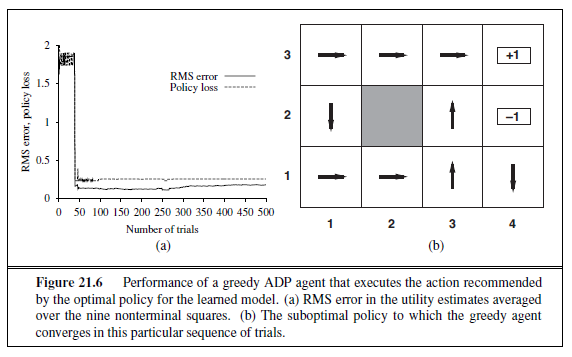 2
1.5
1
0.5
0
RMS error, policy loss
RMS error
Policy loss
0 50 100 150 200 250 300 350 400 450 500
Number of trials
(a)
3
+1
2
−1
1
1 2 3 4
(b)
Figure 21.6 Performance of a greedy ADP agent that executes the action recommended
by the optimal policy for the learned model. (a) RMS error in the utility estimates averaged
over the nine nonterminal squares. (b) The suboptimal policy to which the greedy agent
converges in this particular sequence of trials.